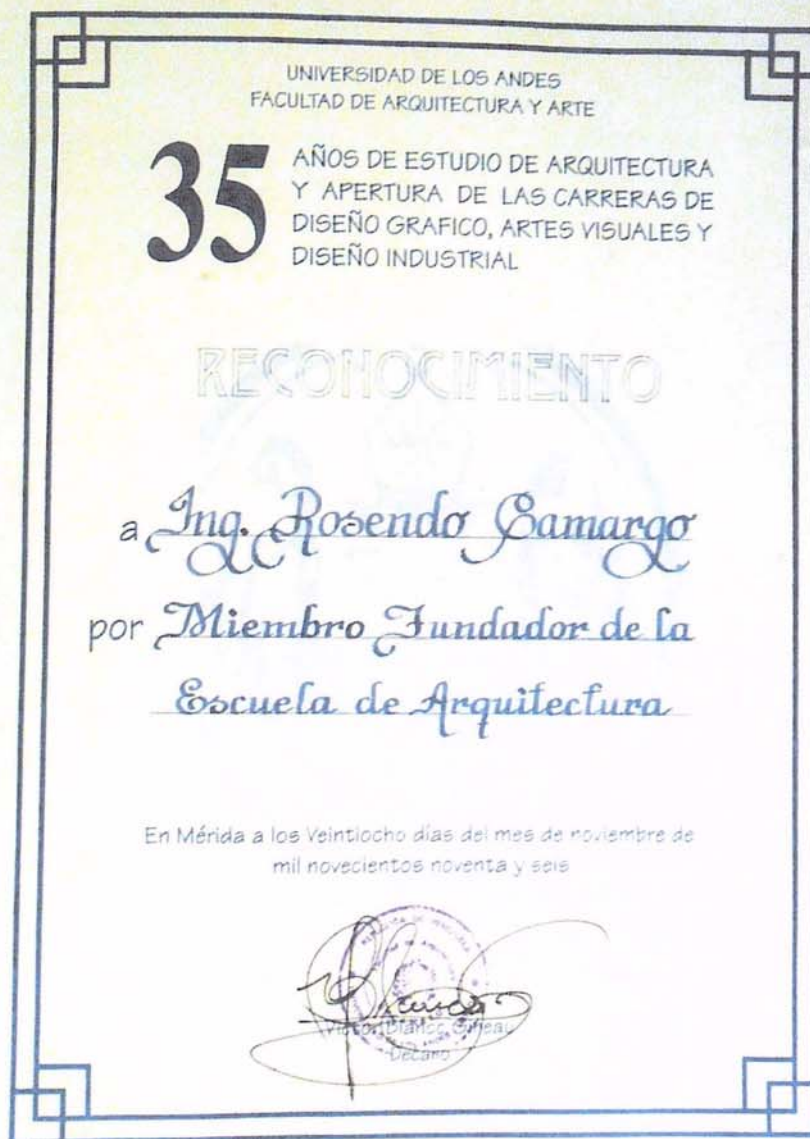 UNIVERSIDAD DE LOS ANDES
FACULTAD DE ARQUITECTURA Y ARTE
35
AÑOS DE ESTUDIO DE ARQUITECTURA
Y APERTURA DE LAS CARRERAS DE
DISEÑO GRAFICO, ARTES VISUALES Y
DISEÑO INDUSTRIAL
RECONOCIMIENTO
a Ing. Rosendo Camargo
por Miembro Fundador de la
Escuela de Arquitectura
En Mérida a los Veintiocho días del mes de noviembre de
mil novecientos noventa y seis
Victor Blanco
Decano